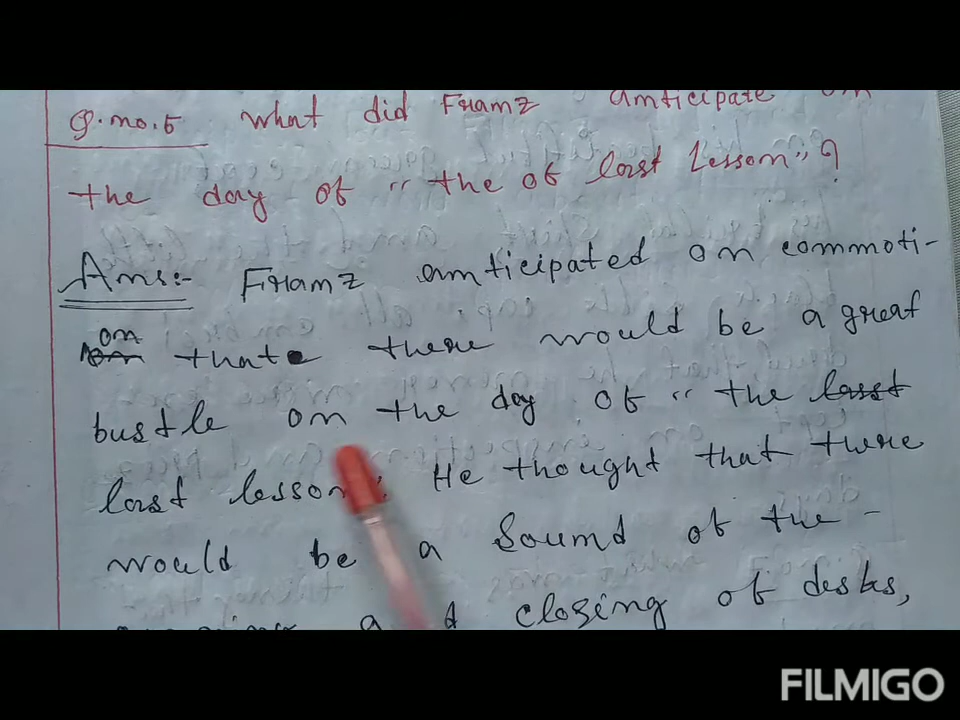 Q.no.5 What did Franz anticipate on
the day of "the of last Lesson"?
Ans:- Franz anticipated on commoti-
on that there would be a great
bustle on the day of "the last
last lesson. He thought that there
would be a Sound of the -
closing of desks,
FILMIGO